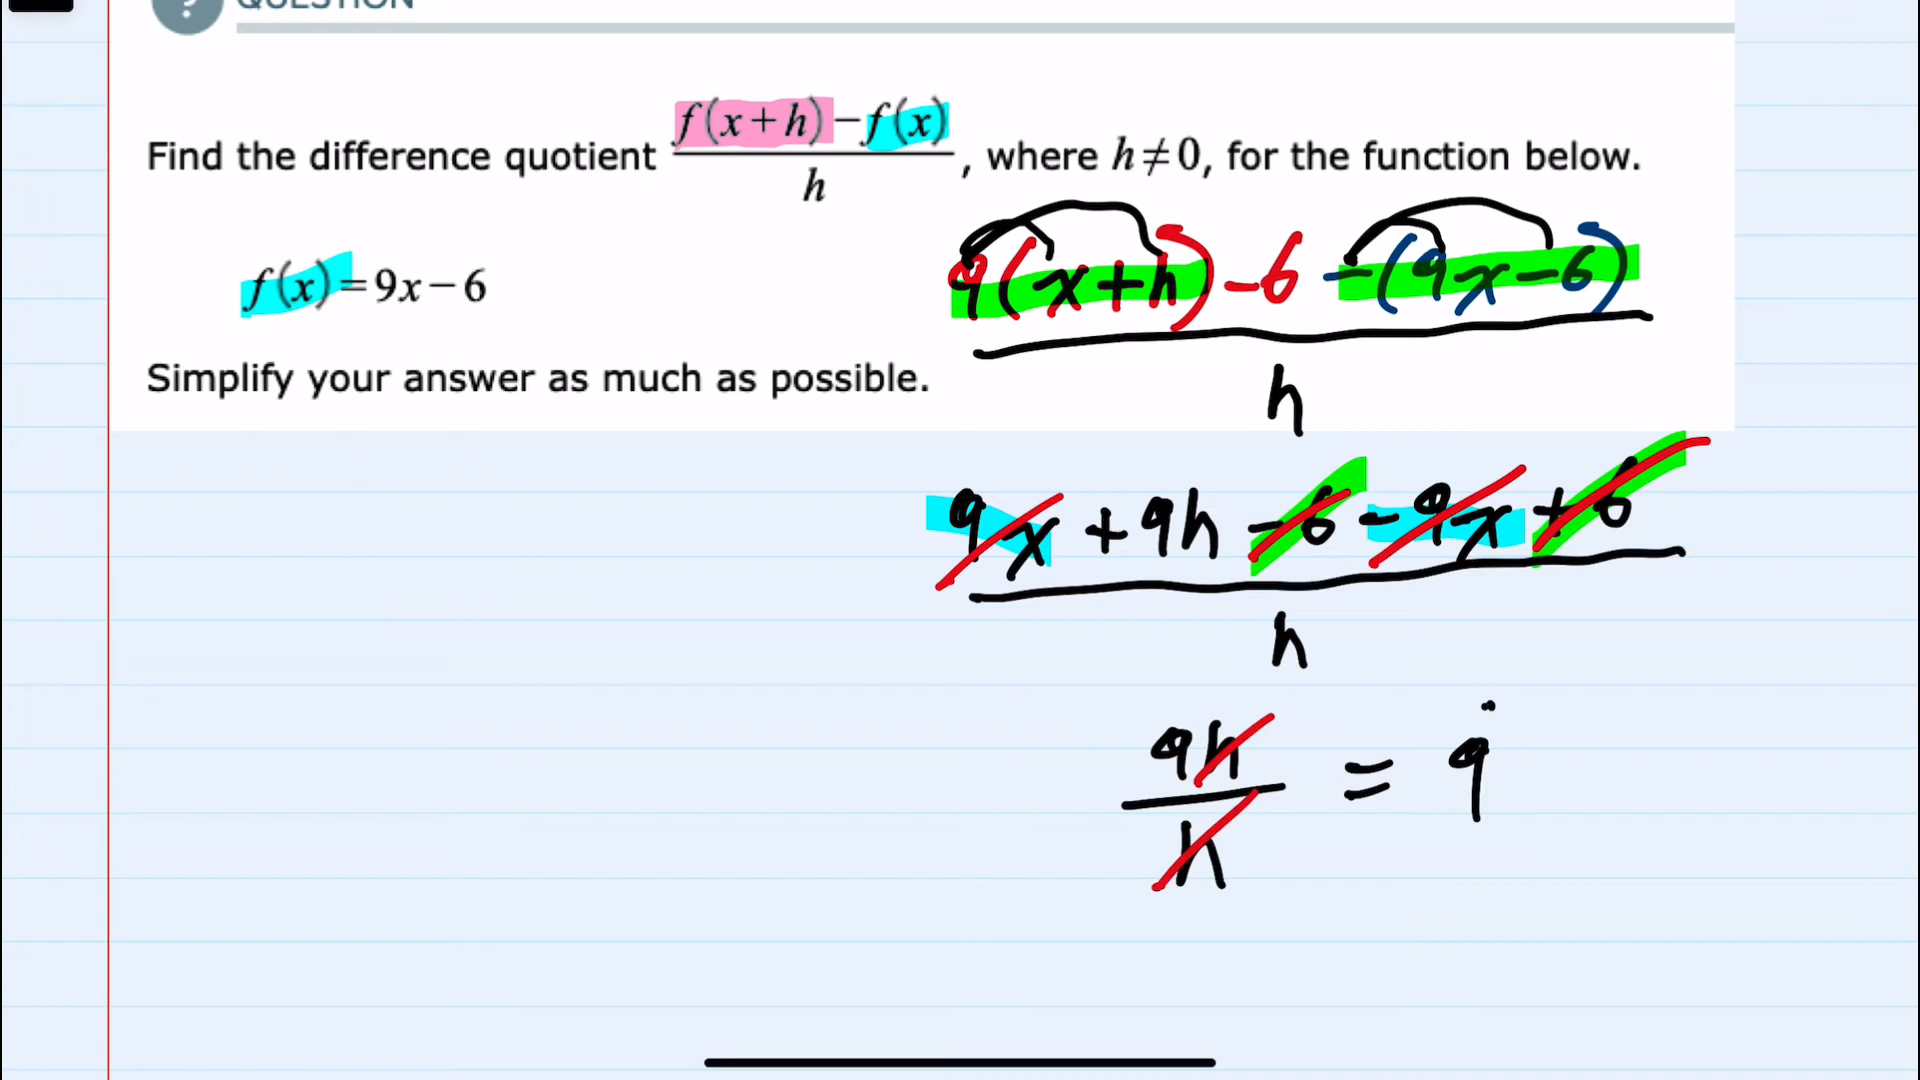 QUESTION
Find the difference quotient f(x+h)−f(x) / h , where h≠0, for the function below.
f(x)=9x−6
Simplify your answer as much as possible.
9(x+h)−6−(9x−6)
h
9x+9h−6−9x+6
h
9h / h = 9